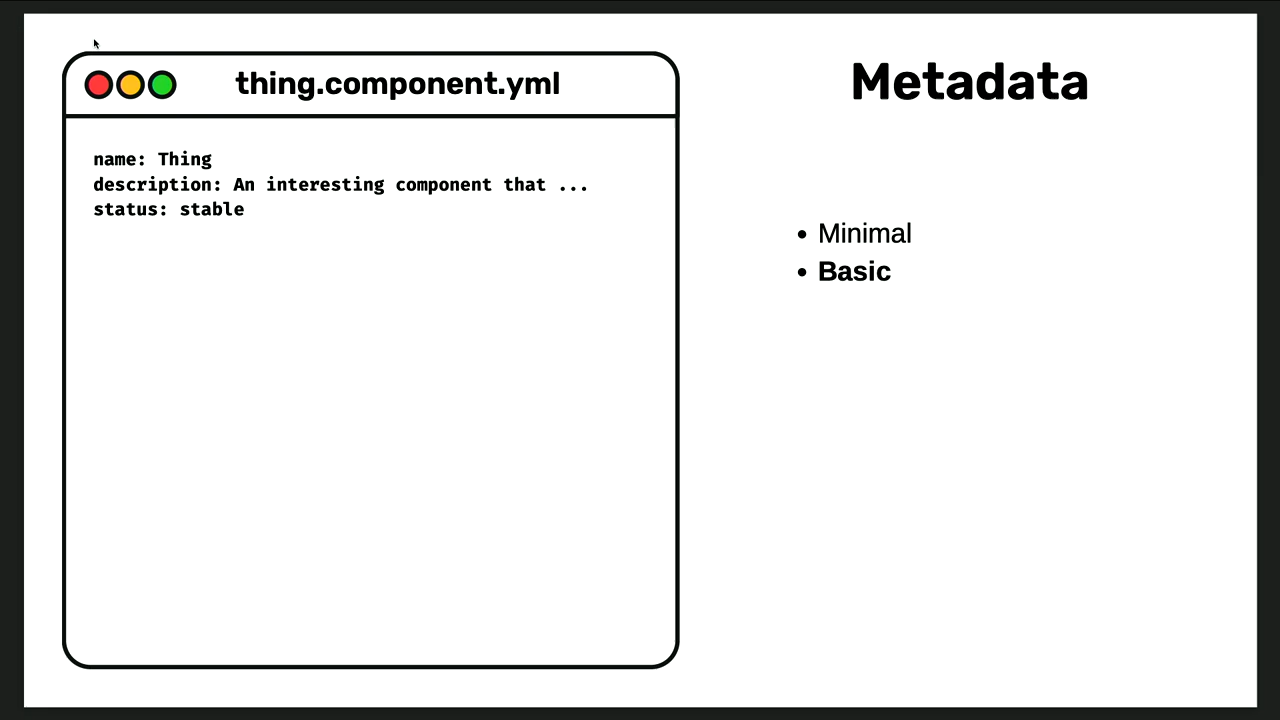 thing.component.yml
name: Thing
description: An interesting component that ...
status: stable
Metadata
Minimal
Basic